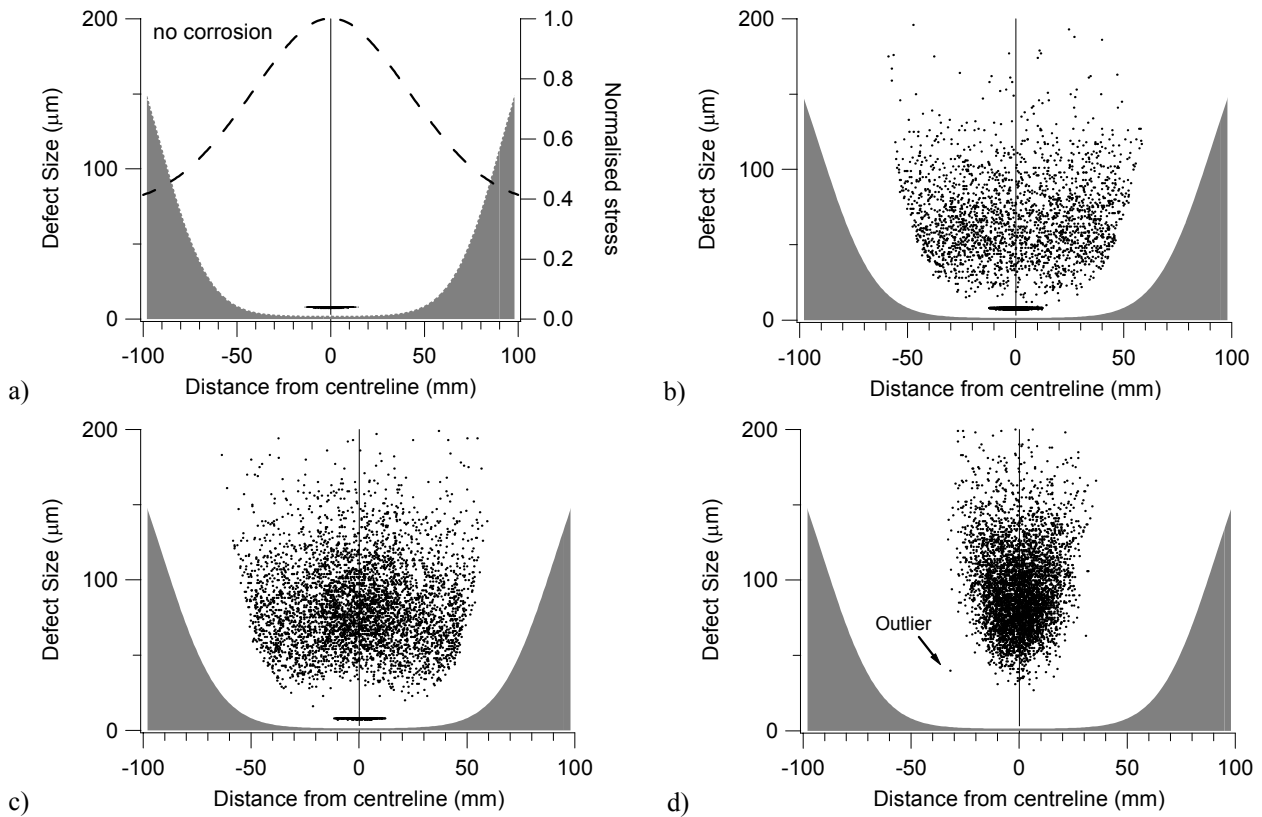 200
100
0
Defect Size (μm)
no corrosion
1.0
0.8
0.6
0.4
0.2
0.0
Normalised stress
-100
-50
0
50
100
Distance from centreline (mm)
a)
200
100
0
Defect Size (μm)
-100
-50
0
50
100
Distance from centreline (mm)
b)
200
100
0
Defect Size (μm)
-100
-50
0
50
100
Distance from centreline (mm)
c)
200
100
0
Defect Size (μm)
Outlier
-100
-50
0
50
100
Distance from centreline (mm)
d)